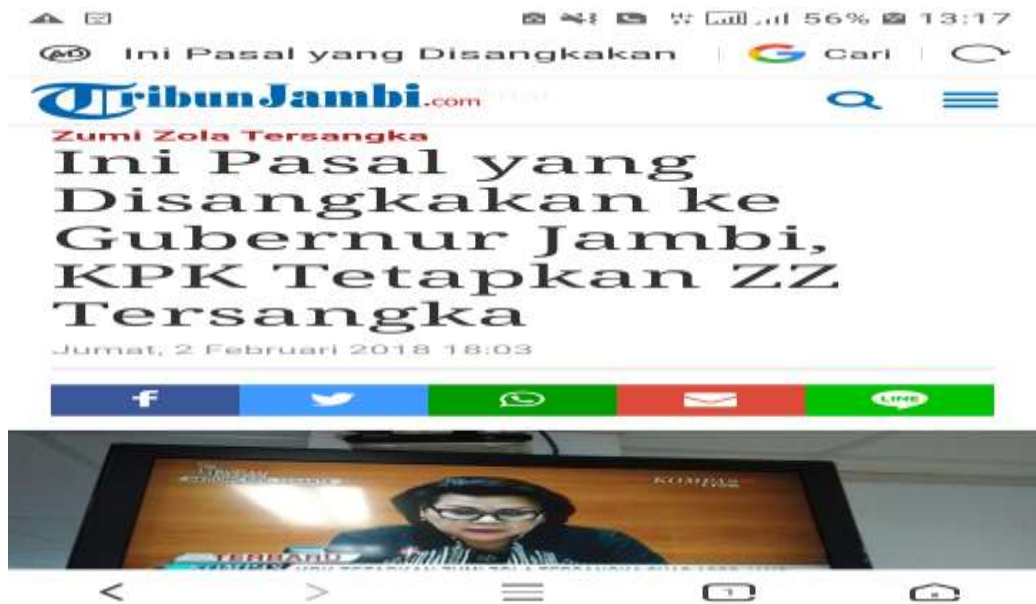 56% 13:17
Ini Pasal yang Disangkakan Cari
TribunJambi.com
Zumi Zola Tersangka
Ini Pasal yang
Disangkakan ke
Gubernur Jambi,
KPK Tetapkan ZZ
Tersangka
Jumat, 2 Februari 2018 18:03
LINE
KOMPAS
TERBARU
1